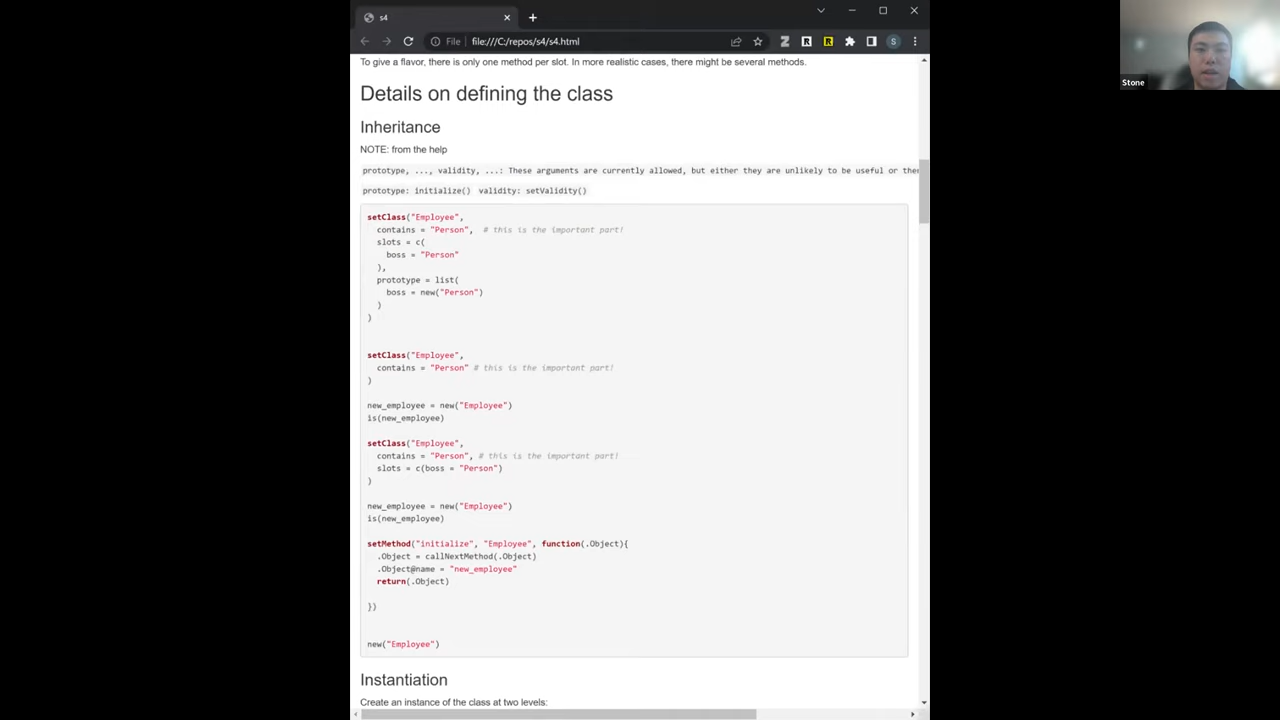 s4
File
file:///C:/repos/s4/s4.html
S
Stone
To give a flavor, there is only one method per slot. In more realistic cases, there might be several methods.
Details on defining the class
Inheritance
NOTE: from the help
prototype, ..., validity, ...: These arguments are currently allowed, but either they are unlikely to be useful or
prototype: initialize() validity: setValidity()
setClass("Employee",
contains = "Person",  # this is the important part!
slots = c(
boss = "Person"
),
prototype = list(
boss = new("Person")
)
)
setClass("Employee",
contains = "Person" # this is the important part!
)
new_employee = new("Employee")
is(new_employee)
setClass("Employee",
contains = "Person", # this is the important part!
slots = c(boss = "Person")
)
new_employee = new("Employee")
is(new_employee)
setMethod("initialize", "Employee", function(.Object){
.Object = callNextMethod(.Object)
.Object@name = "new_employee"
return(.Object)
})
new("Employee")
Instantiation
Create an instance of the class at two levels: